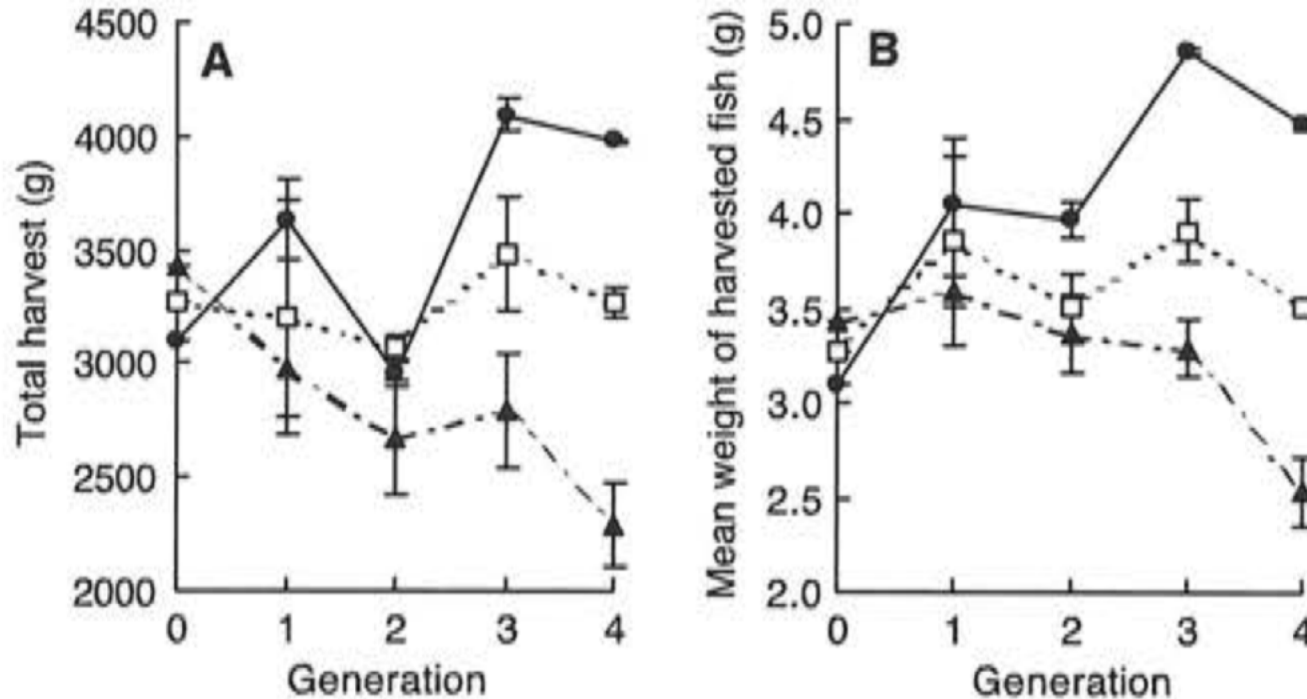 A
Total harvest (g)
4500
4000
3500
3000
2500
2000
0 1 2 3 4
Generation
B
Mean weight of harvested fish (g)
5.0
4.5
4.0
3.5
3.0
2.5
2.0
0 1 2 3 4
Generation